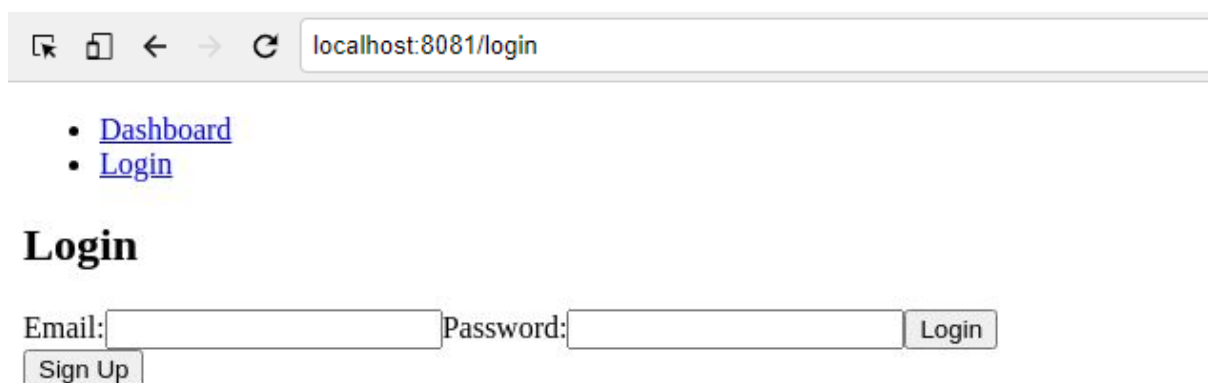 localhost:8081/login
Dashboard
Login
Login
Email: Password: Login
Sign Up